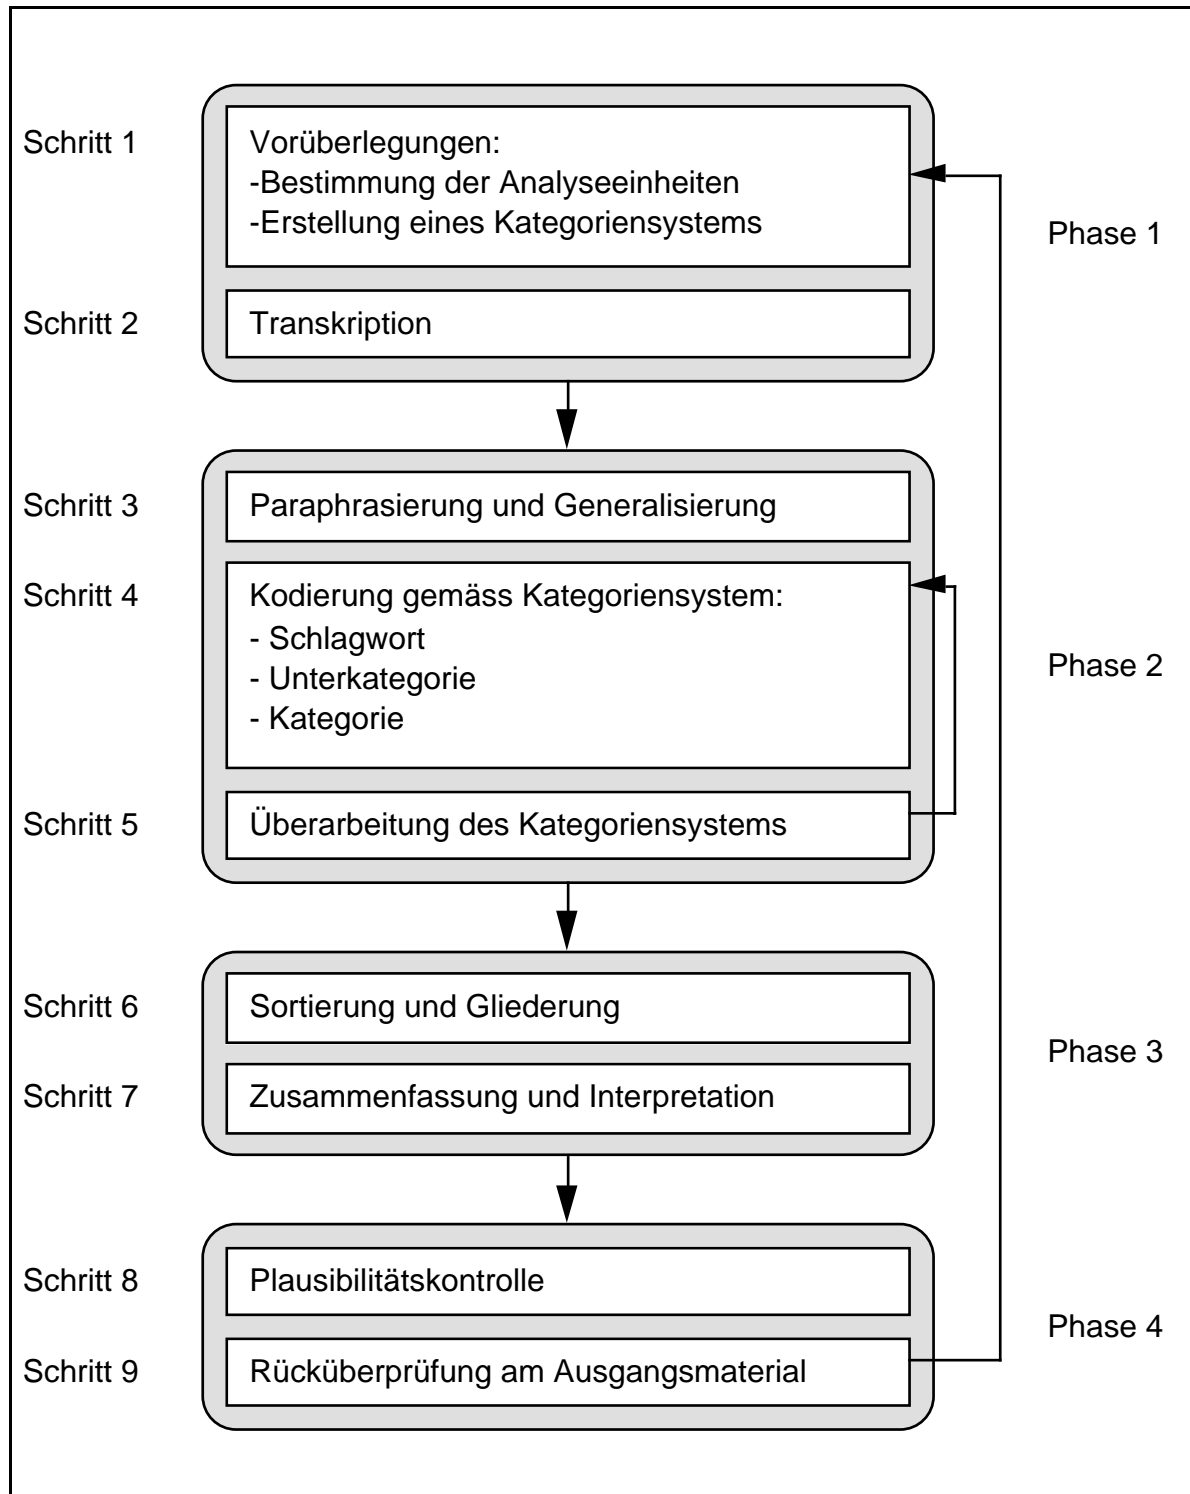 Schritt 1
Vorüberlegungen:
-Bestimmung der Analyseeinheiten
-Erstellung eines Kategoriensystems
Phase 1
Schritt 2
Transkription
Schritt 3
Paraphrasierung und Generalisierung
Schritt 4
Kodierung gemäss Kategoriensystem:
- Schlagwort
- Unterkategorie
- Kategorie
Phase 2
Schritt 5
Überarbeitung des Kategoriensystems
Schritt 6
Sortierung und Gliederung
Phase 3
Schritt 7
Zusammenfassung und Interpretation
Schritt 8
Plausibilitätskontrolle
Phase 4
Schritt 9
Rücküberprüfung am Ausgangsmaterial